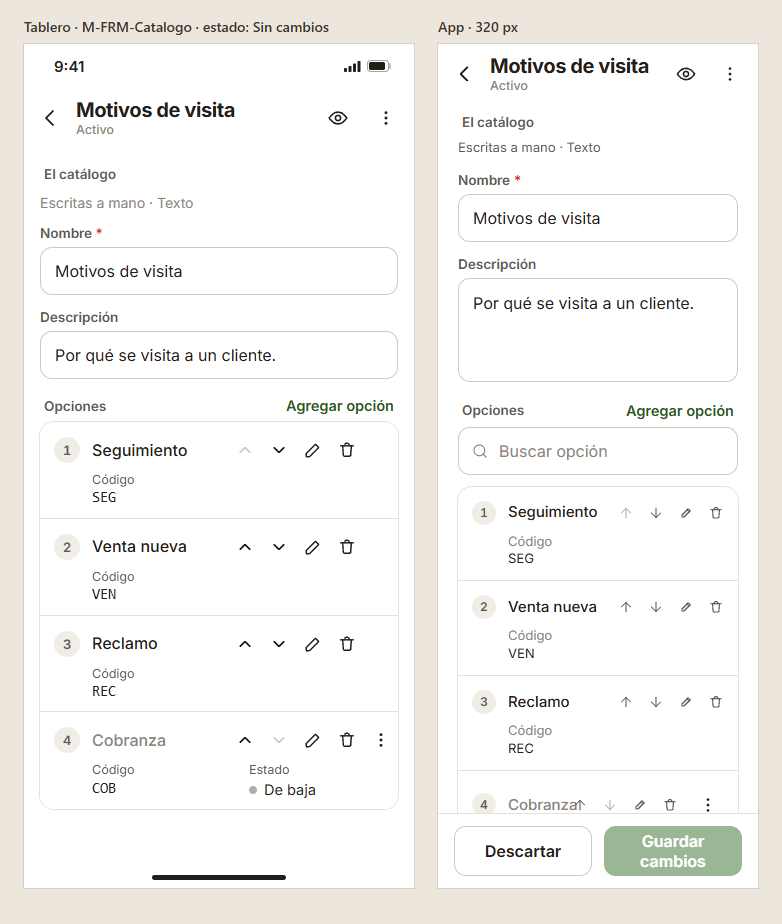 Tablero · M-FRM-Catalogo · estado: Sin cambios
9:41
Motivos de visita
Activo
El catálogo
Escritas a mano · Texto
Nombre *
Motivos de visita
Descripción
Por qué se visita a un cliente.
Opciones
Agregar opción
1
Seguimiento
Código
SEG
2
Venta nueva
Código
VEN
3
Reclamo
Código
REC
4
Cobranza
Código
COB
Estado
De baja
App · 320 px
Motivos de visita
Activo
El catálogo
Escritas a mano · Texto
Nombre *
Motivos de visita
Descripción
Por qué se visita a un cliente.
Opciones
Agregar opción
Buscar opción
1
Seguimiento
Código
SEG
2
Venta nueva
Código
VEN
3
Reclamo
Código
REC
4
Cobranza
Descartar
Guardar
cambios